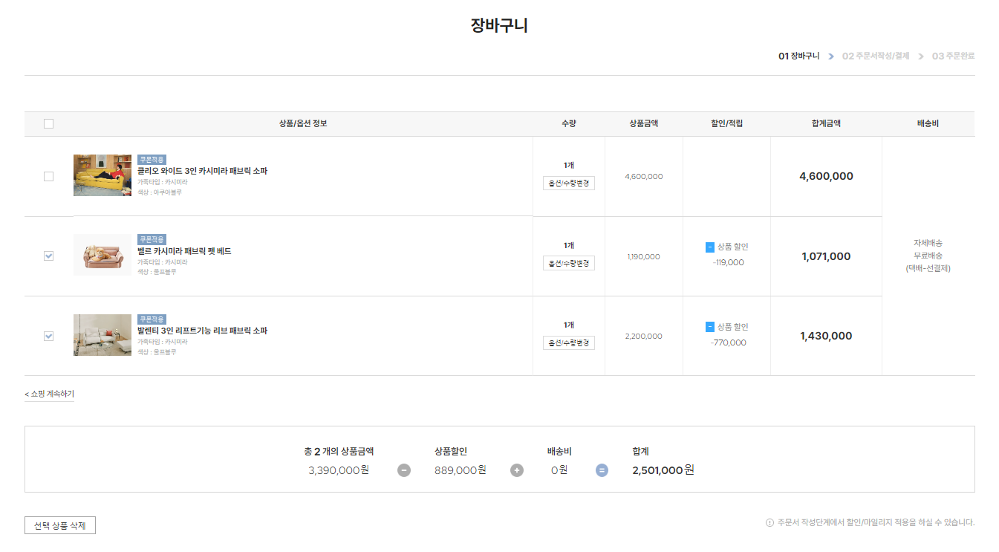 장바구니
01 장바구니 > 02 주문서작성/결제 > 03 주문완료
상품/옵션 정보 수량 상품금액 할인/적립 합계금액 배송비
쿠폰적용
클리오 와이드 3인 카시미라 패브릭 소파
가죽타입 : 카시미라
색상 : 아쿠아블루
1개
옵션/수량변경
4,600,000
4,600,000
쿠폰적용
벨르 카시미라 패브릭 펫 베드
가죽타입 : 카시미라
색상 : 울프블루
1개
옵션/수량변경
1,190,000
- 상품 할인
-119,000
1,071,000
자체배송
무료배송
(택배-선결제)
쿠폰적용
발렌티 3인 리프트기능 리브 패브릭 소파
가죽타입 : 카시미라
색상 : 울프블루
1개
옵션/수량변경
2,200,000
- 상품 할인
-770,000
1,430,000
< 쇼핑 계속하기
총 2 개의 상품금액 상품할인 배송비 합계
3,390,000원 - 889,000원 + 0원 = 2,501,000원
선택 상품 삭제
주문서 작성단계에서 할인/마일리지 적용을 하실 수 있습니다.